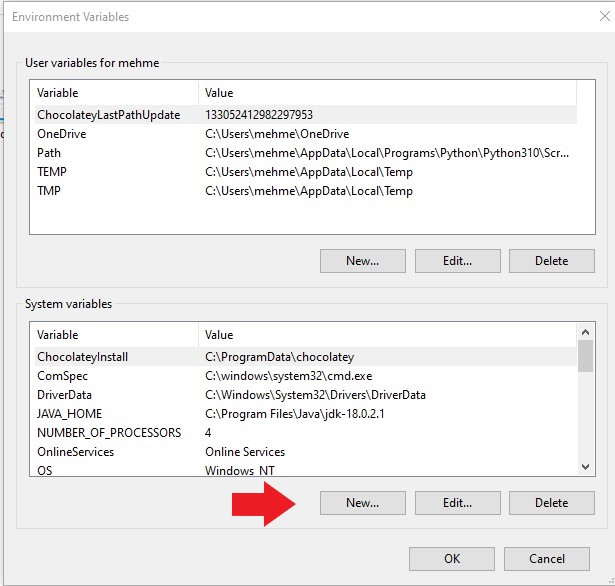 Environment Variables
User variables for mehme
Variable Value
ChocolateyLastPathUpdate 133052412982297953
OneDrive C:\Users\mehme\OneDrive
Path C:\Users\mehme\AppData\Local\Programs\Python\Python310\Scr...
TEMP C:\Users\mehme\AppData\Local\Temp
TMP C:\Users\mehme\AppData\Local\Temp
New... Edit... Delete
System variables
Variable Value
ChocolateyInstall C:\ProgramData\chocolatey
ComSpec C:\windows\system32\cmd.exe
DriverData C:\Windows\System32\Drivers\DriverData
JAVA_HOME C:\Program Files\Java\jdk-18.0.2.1
NUMBER_OF_PROCESSORS 4
OnlineServices Online Services
OS Windows_NT
New... Edit... Delete
OK Cancel